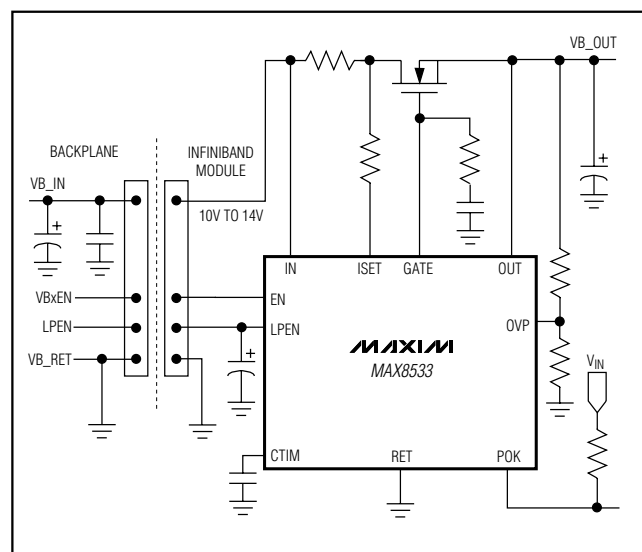 VB_OUT
BACKPLANE
INFINIBAND
MODULE
VB_IN
+
+
10V TO 14V
IN
ISET
GATE
OUT
VBxEN
EN
LPEN
LPEN
OVP
MAXIM
MAX8533
+
VB_RET
VIN
CTIM
RET
POK